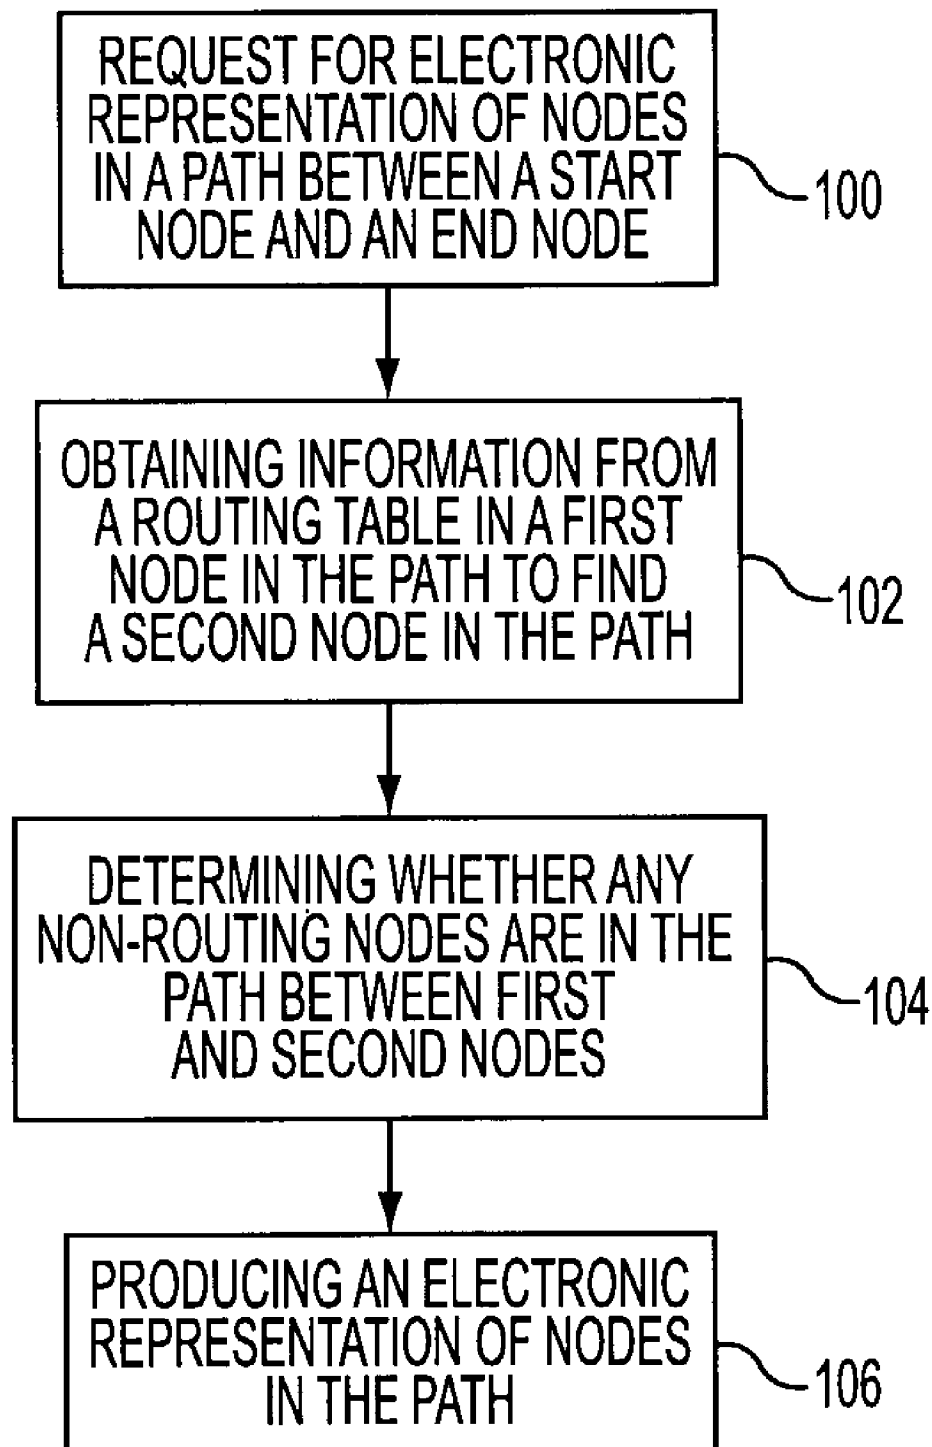 REQUEST FOR ELECTRONIC
REPRESENTATION OF NODES
IN A PATH BETWEEN A START
NODE AND AN END NODE
100
OBTAINING INFORMATION FROM
A ROUTING TABLE IN A FIRST
NODE IN THE PATH TO FIND
A SECOND NODE IN THE PATH
102
DETERMINING WHETHER ANY
NON-ROUTING NODES ARE IN THE
PATH BETWEEN FIRST
AND SECOND NODES
104
PRODUCING AN ELECTRONIC
REPRESENTATION OF NODES
IN THE PATH
106